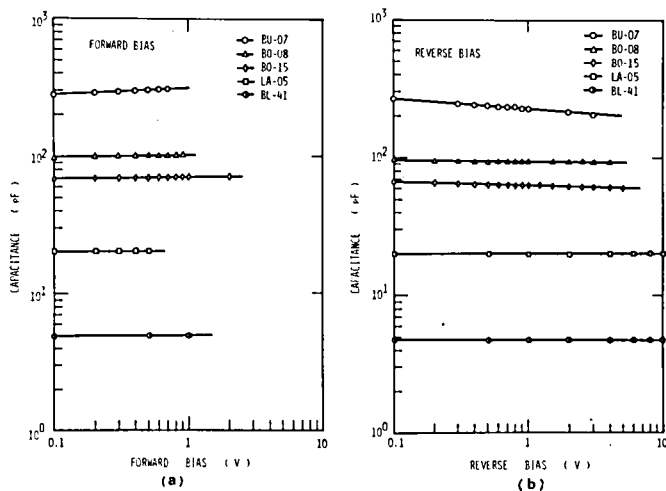 FORWARD BIAS
BU-07
BO-08
BO-15
LA-05
BL-41
CAPACITANCE ( pF )
10³
10²
10¹
10⁰
0.1
1
10
FORWARD BIAS ( V )
(a)
REVERSE BIAS
BU-07
BO-08
BO-15
LA-05
BL-41
CAPACITANCE ( pF )
10³
10²
10¹
10⁰
0.1
1
10
REVERSE BIAS ( V )
(b)